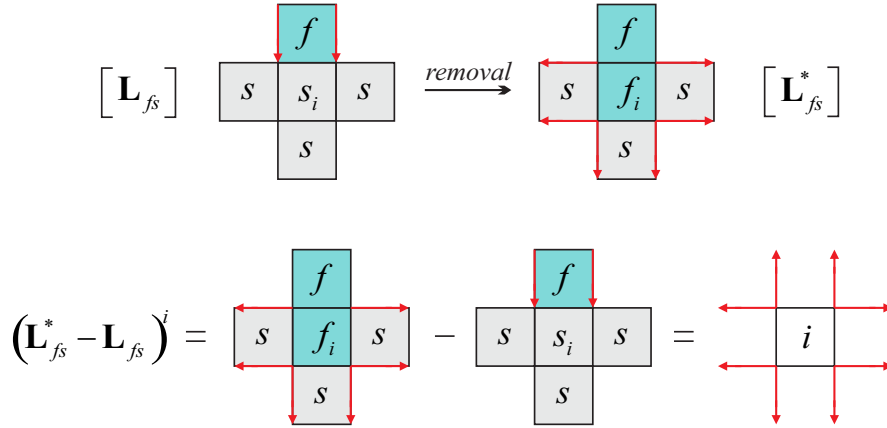 f
[L_fs] s s_i s removal s f_i s [L*_fs]
s s
f f
(L*_fs − L_fs)^i = s f_i s − s s_i s = i
s s